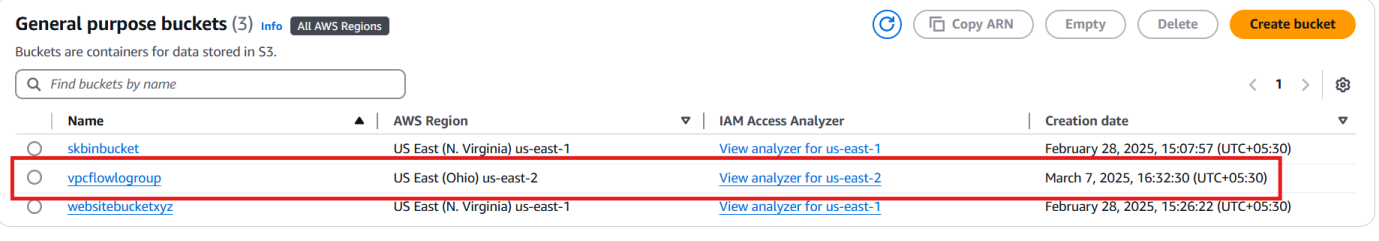 General purpose buckets (3) Info All AWS Regions Copy ARN Empty Delete Create bucket
Buckets are containers for data stored in S3.
Find buckets by name 1
Name AWS Region IAM Access Analyzer Creation date
skbinbucket US East (N. Virginia) us-east-1 View analyzer for us-east-1 February 28, 2025, 15:07:57 (UTC+05:30)
vpcflowlogroup US East (Ohio) us-east-2 View analyzer for us-east-2 March 7, 2025, 16:32:30 (UTC+05:30)
websitebucketxyz US East (N. Virginia) us-east-1 View analyzer for us-east-1 February 28, 2025, 15:26:22 (UTC+05:30)